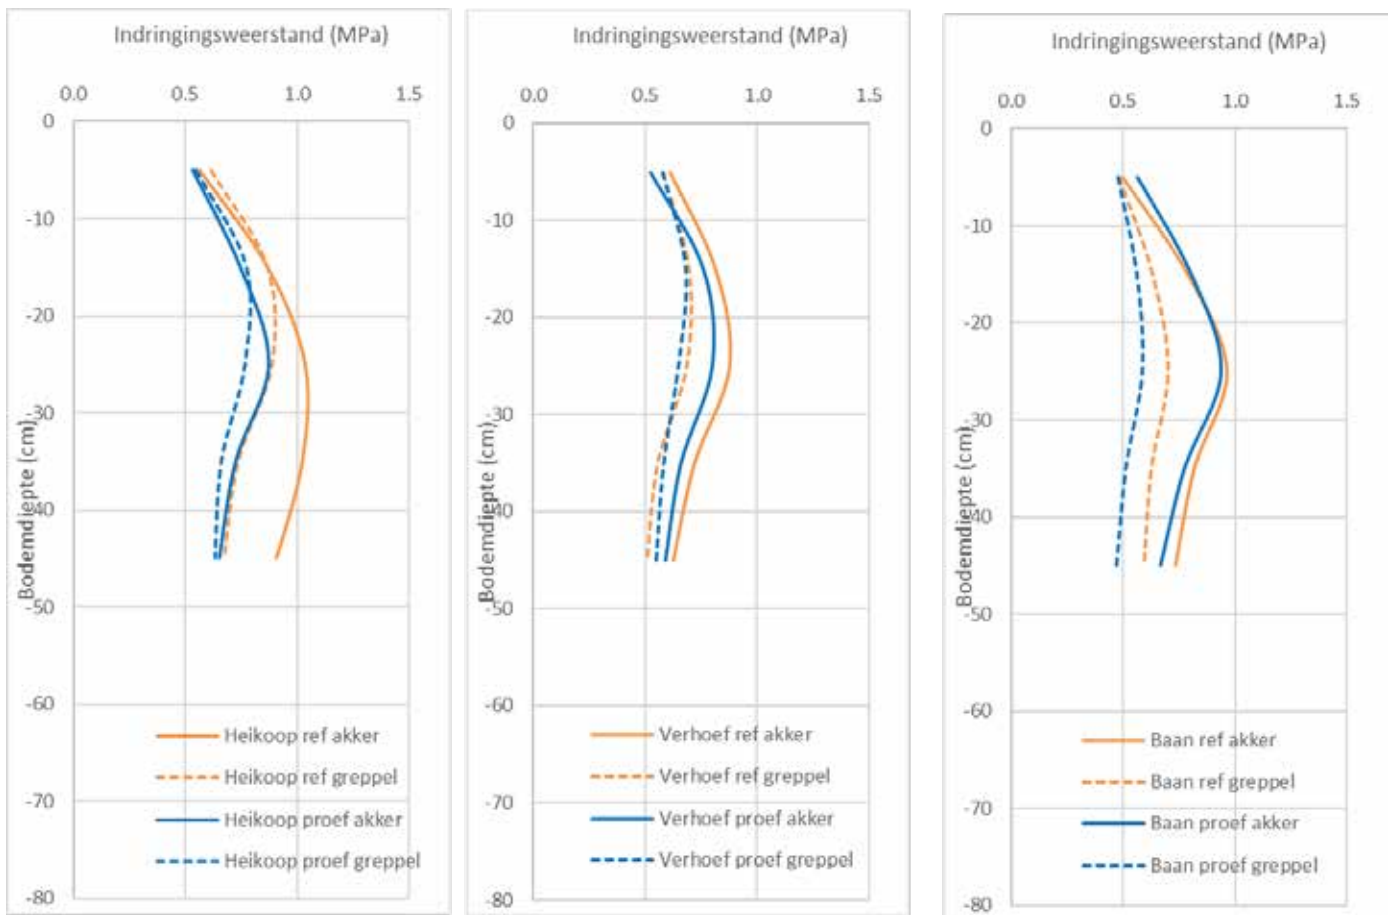 Indringingsweerstand (MPa)
0.0 0.5 1.0 1.5
0
-10
-20
-30
-40
-50
-60
-70
-80
Bodemdiepte (cm)
Heikoop ref akker
Heikoop ref greppel
Heikoop proef akker
Heikoop proef greppel
Indringingsweerstand (MPa)
0.0 0.5 1.0 1.5
0
-10
-20
-30
-40
-50
-60
-70
-80
Bodemdiepte (cm)
Verhoef ref akker
Verhoef ref greppel
Verhoef proef akker
Verhoef proef greppel
Indringingsweerstand (MPa)
0.0 0.5 1.0 1.5
0
-10
-20
-30
-40
-50
-60
-70
-80
Bodemdiepte (cm)
Baan ref akker
Baan ref greppel
Baan proef akker
Baan proef greppel